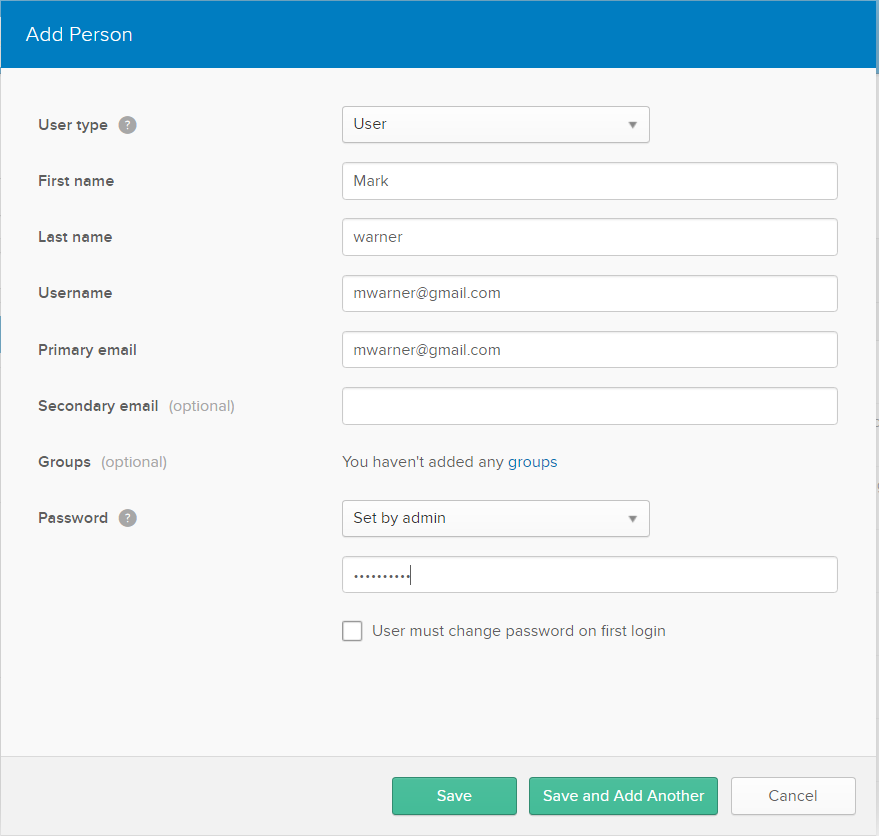 Add Person
User type ? User
First name Mark
Last name warner
Username mwarner@gmail.com
Primary email mwarner@gmail.com
Secondary email (optional)
Groups (optional) You haven't added any groups
Password ? Set by admin
••••••••••
User must change password on first login
Save Save and Add Another Cancel